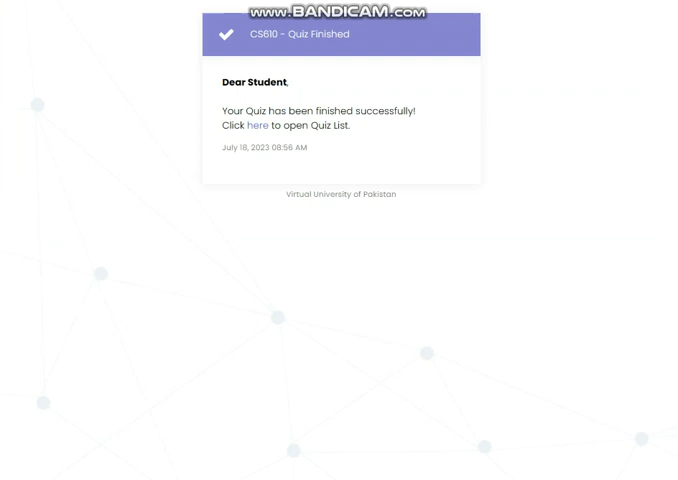 www.BANDICAM.com
CS610 - Quiz Finished
Dear Student,
Your Quiz has been finished successfully!
Click here to open Quiz List.
July 18, 2023 08:56 AM
Virtual University of Pakistan